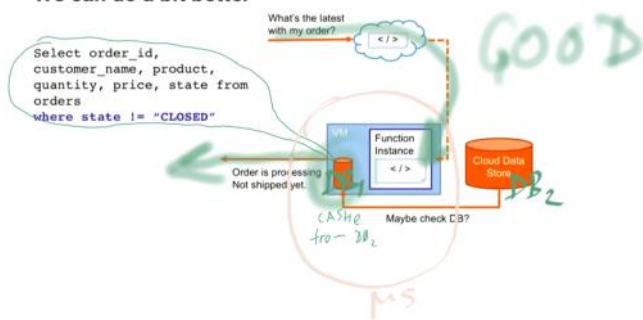 We can do a bit better
What's the latest
with my order?
< / >
GOOD
Select order_id,
customer_name, product,
quantity, price, state from
orders
where state != "CLOSED"
VM
Function
Instance
< / >
Cloud Data
Store
DB2
Order is processing
Not shipped yet.
DB1
CASHE
from DB2
Maybe check DB?
μs